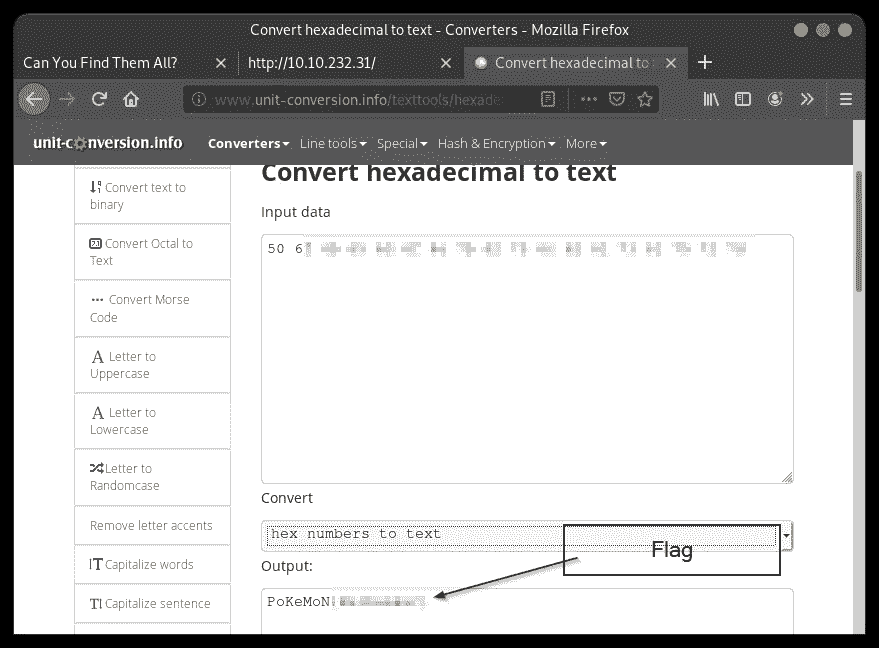 Convert hexadecimal to text - Converters - Mozilla Firefox
Can You Find Them All? http://10.10.232.31/ Convert hexadecimal to
www.unit-conversion.info/texttools/hexade
unit-conversion.info Converters Line tools Special Hash & Encryption More
Convert hexadecimal to text
Input data
50 6
Convert text to
binary
Convert Octal to
Text
Convert Morse
Code
Letter to
Uppercase
Letter to
Lowercase
Letter to
Randomcase
Remove letter accents
Capitalize words
Capitalize sentence
Convert
hex numbers to text
Flag
Output:
PoKeMoN